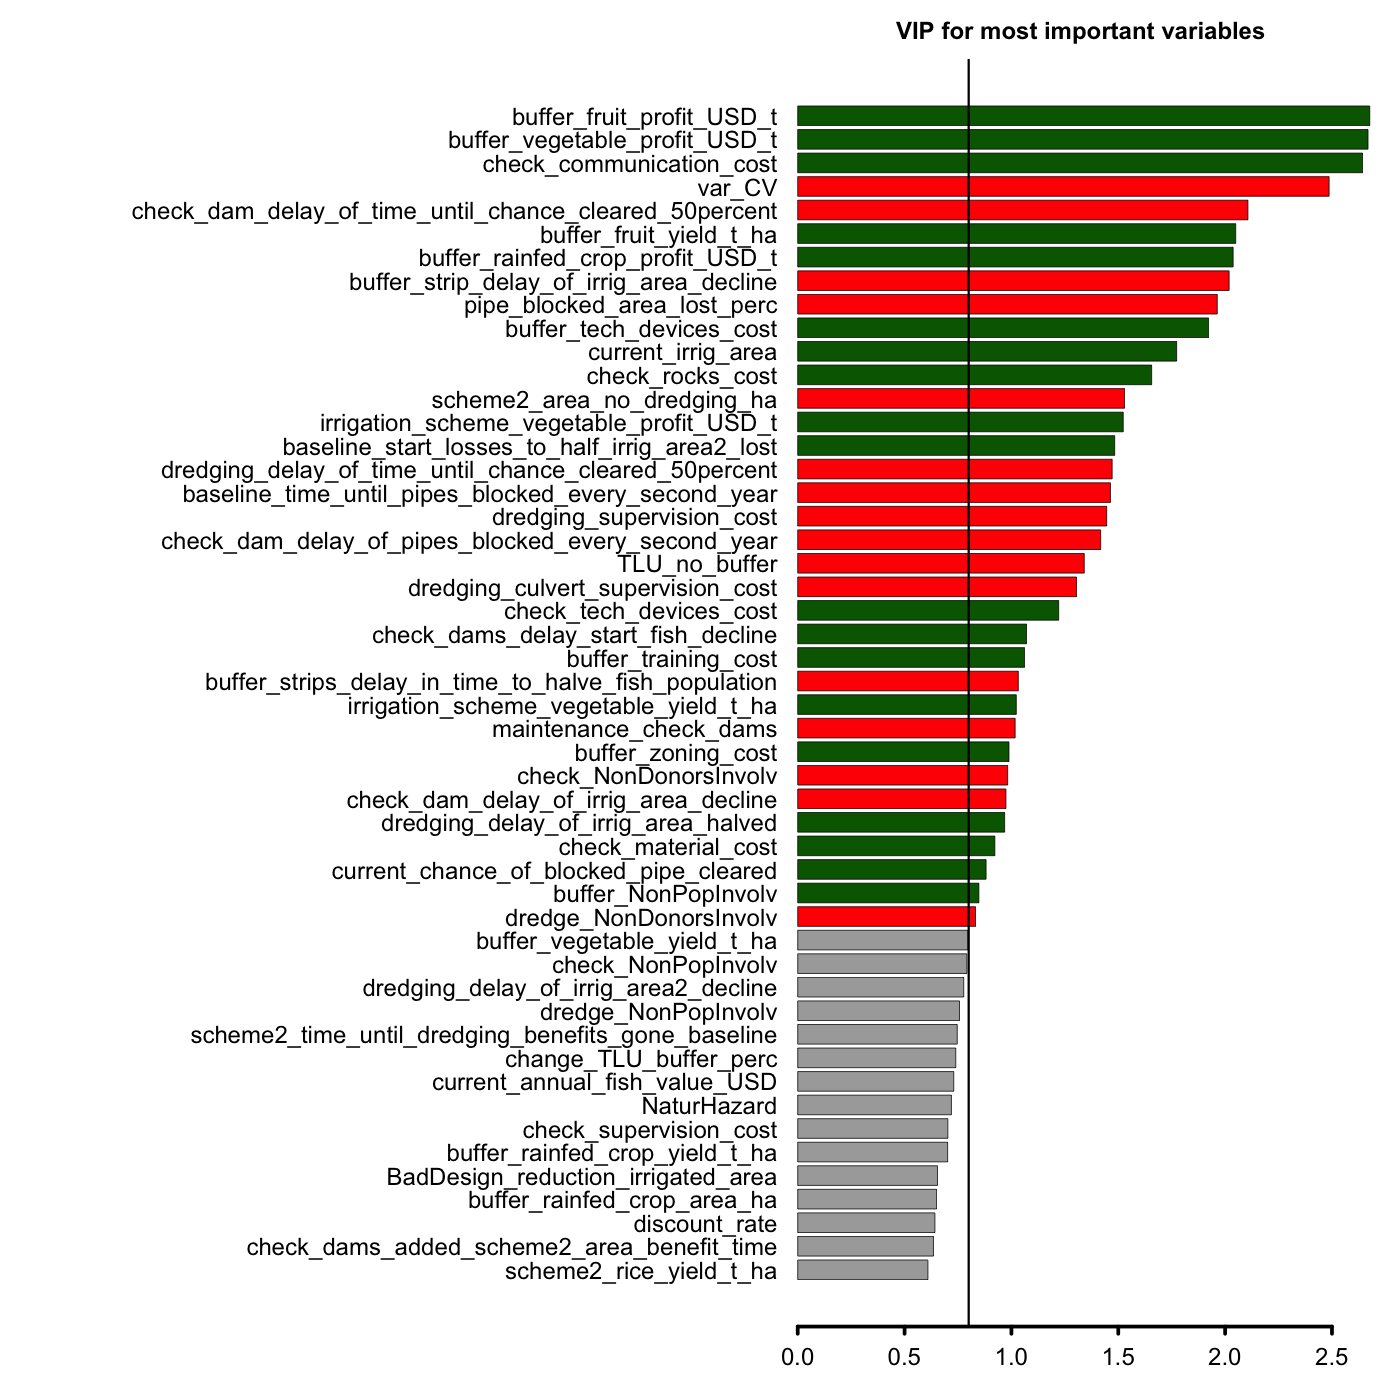 VIP for most important variables
buffer_fruit_profit_USD_t
buffer_vegetable_profit_USD_t
check_communication_cost
var_CV
check_dam_delay_of_time_until_chance_cleared_50percent
buffer_fruit_yield_t_ha
buffer_rainfed_crop_profit_USD_t
buffer_strip_delay_of_irrig_area_decline
pipe_blocked_area_lost_perc
buffer_tech_devices_cost
current_irrig_area
check_rocks_cost
scheme2_area_no_dredging_ha
irrigation_scheme_vegetable_profit_USD_t
baseline_start_losses_to_half_irrig_area2_lost
dredging_delay_of_time_until_chance_cleared_50percent
baseline_time_until_pipes_blocked_every_second_year
dredging_supervision_cost
check_dam_delay_of_pipes_blocked_every_second_year
TLU_no_buffer
dredging_culvert_supervision_cost
check_tech_devices_cost
check_dams_delay_start_fish_decline
buffer_training_cost
buffer_strips_delay_in_time_to_halve_fish_population
irrigation_scheme_vegetable_yield_t_ha
maintenance_check_dams
buffer_zoning_cost
check_NonDonorsInvolv
check_dam_delay_of_irrig_area_decline
dredging_delay_of_irrig_area_halved
check_material_cost
current_chance_of_blocked_pipe_cleared
buffer_NonPopInvolv
dredge_NonDonorsInvolv
buffer_vegetable_yield_t_ha
check_NonPopInvolv
dredging_delay_of_irrig_area2_decline
dredge_NonPopInvolv
scheme2_time_until_dredging_benefits_gone_baseline
change_TLU_buffer_perc
current_annual_fish_value_USD
NaturHazard
check_supervision_cost
buffer_rainfed_crop_yield_t_ha
BadDesign_reduction_irrigated_area
buffer_rainfed_crop_area_ha
discount_rate
check_dams_added_scheme2_area_benefit_time
scheme2_rice_yield_t_ha
0.0 0.5 1.0 1.5 2.0 2.5